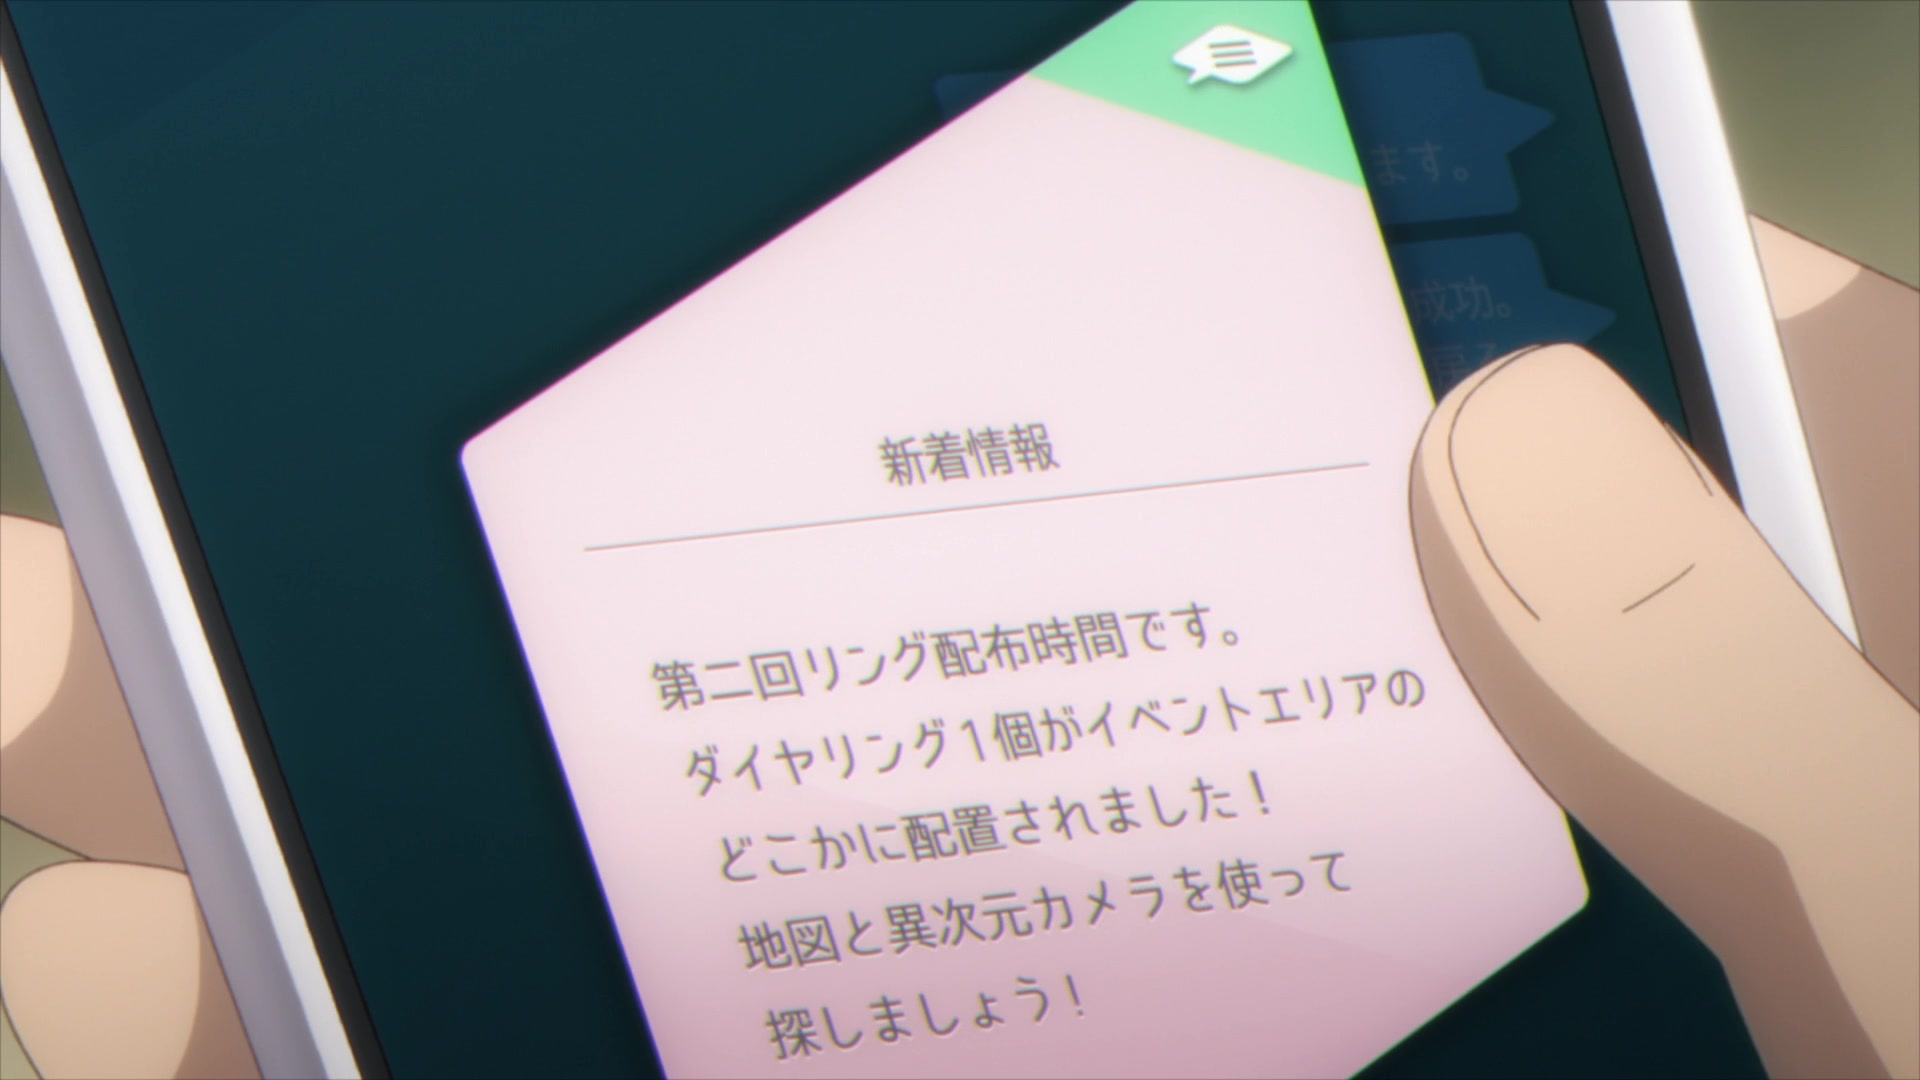 ます。
成功。
新着情報
第二回リング配布時間です。
ダイヤリング1個がイベントエリアの
どこかに配置されました！
地図と異次元カメラを使って
探しましょう！